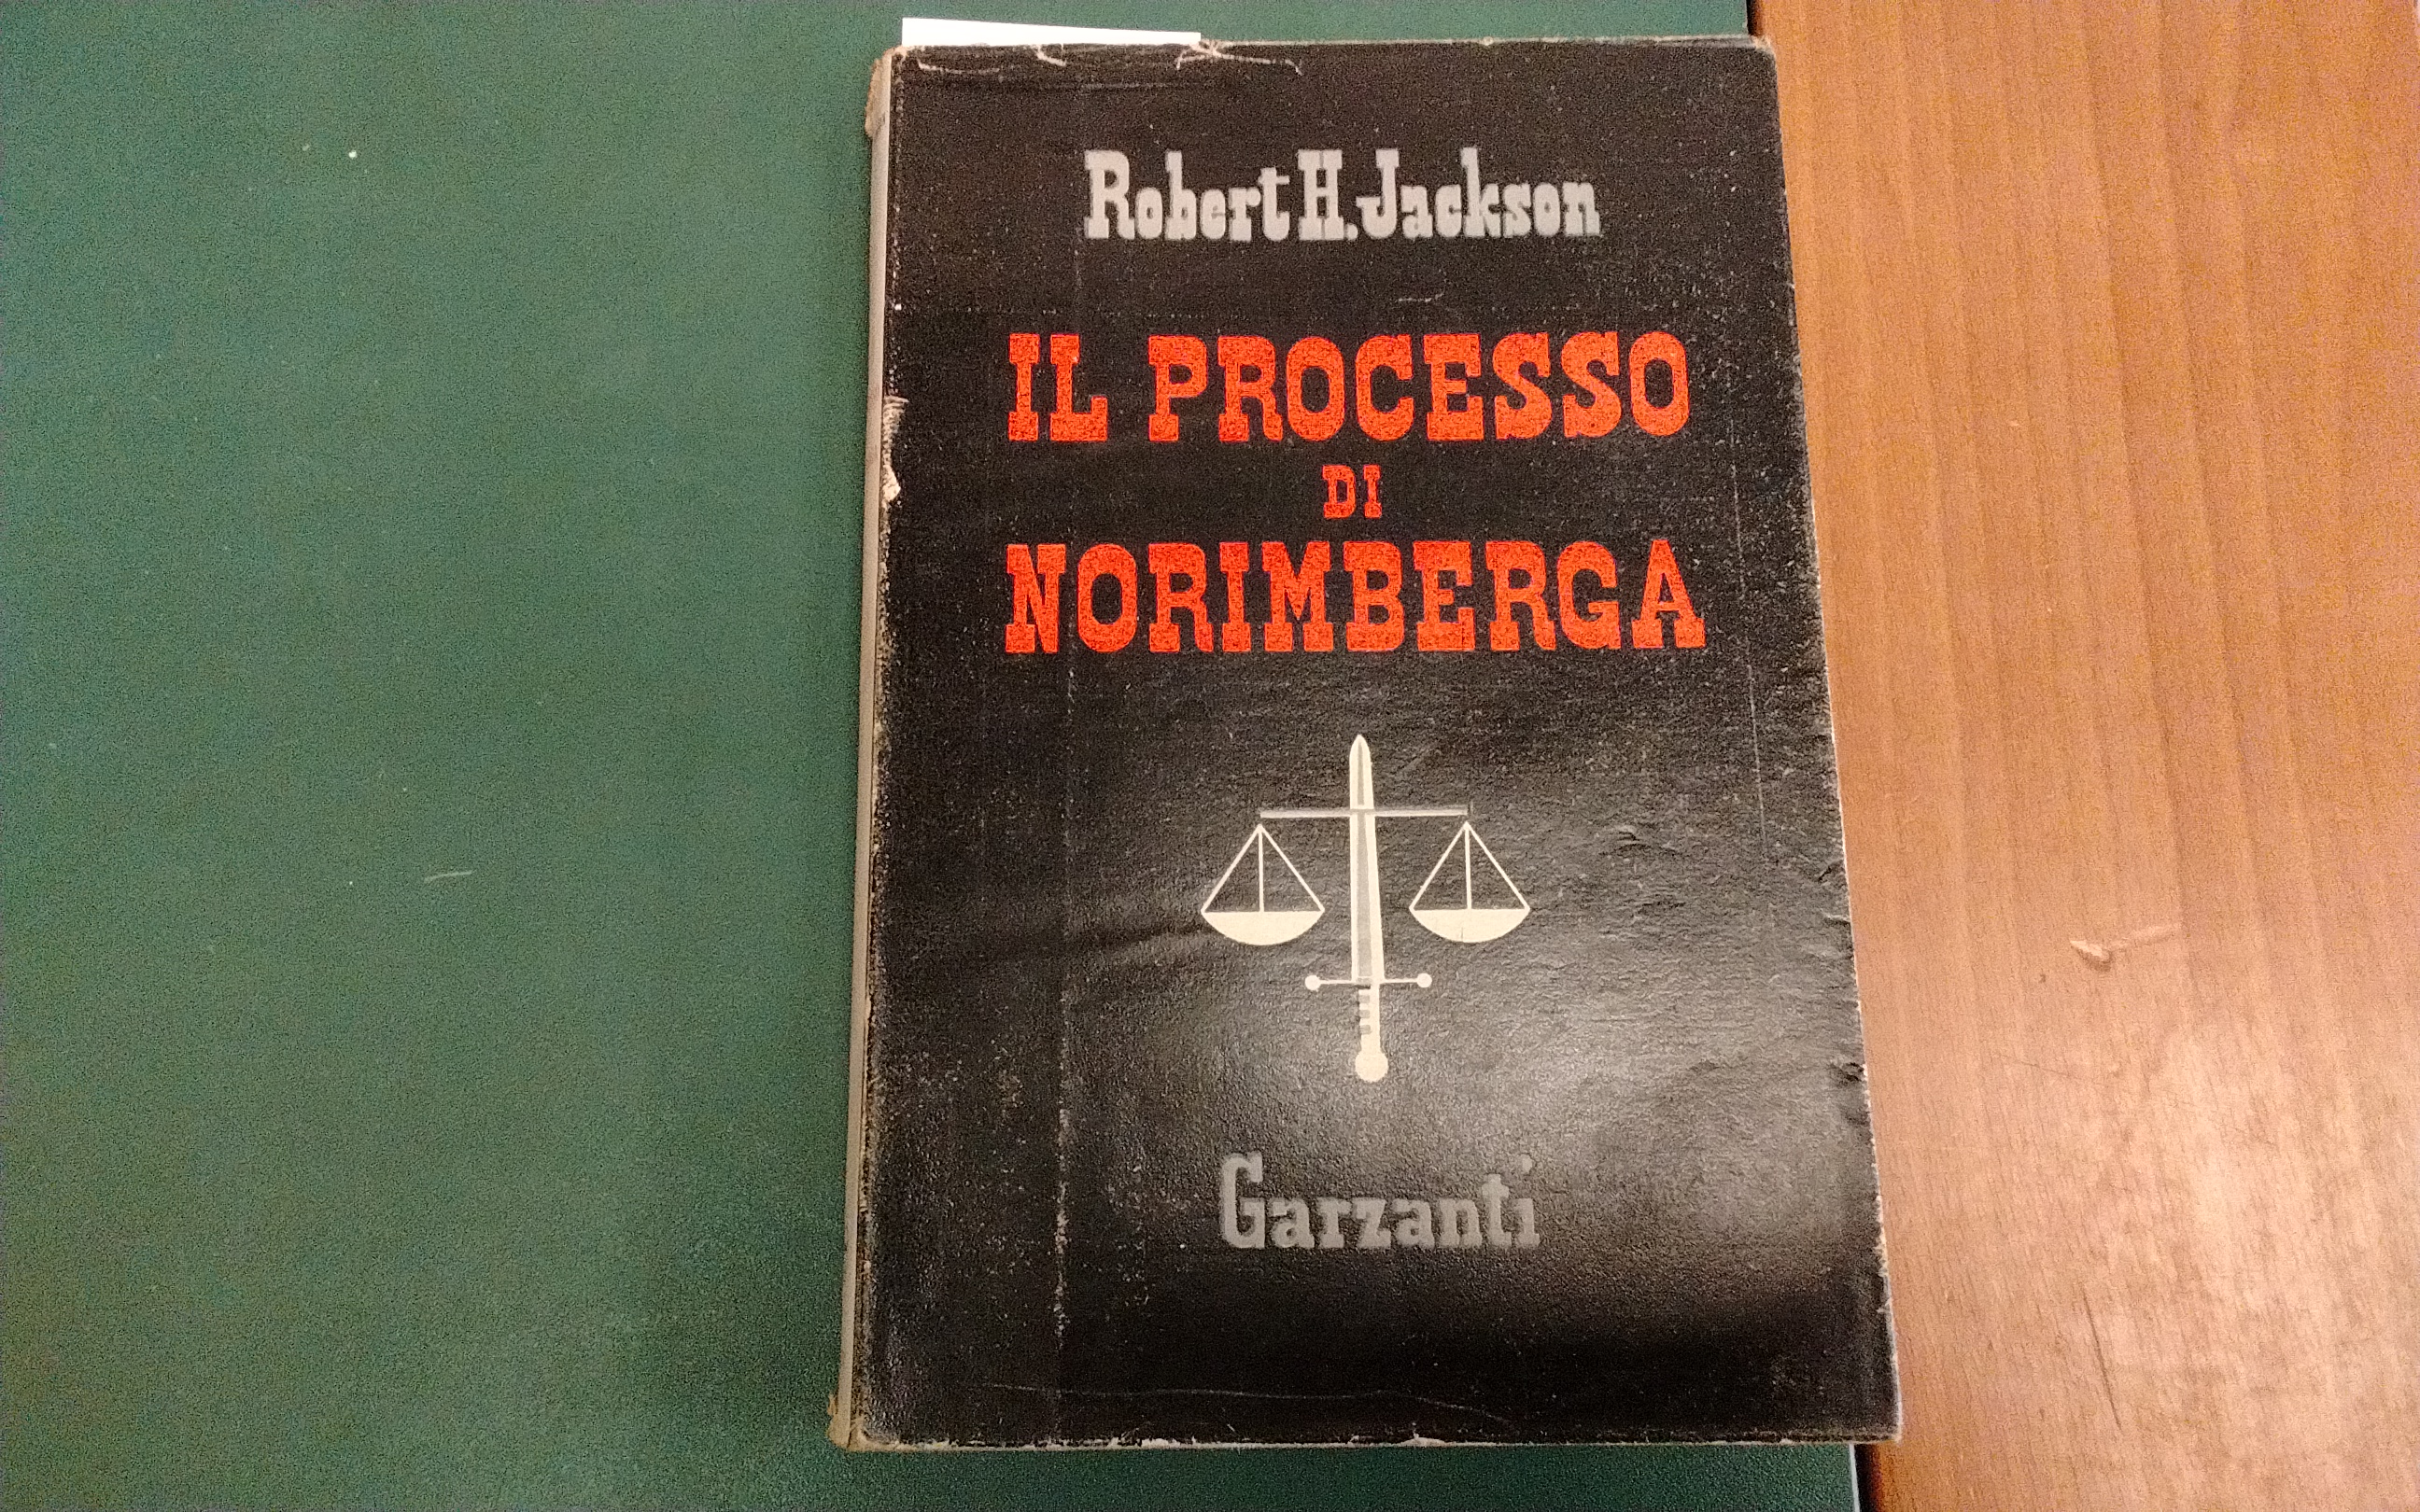 Robert H. Jackson
IL PROCESSO
DI
NORIMBERGA
Garzanti